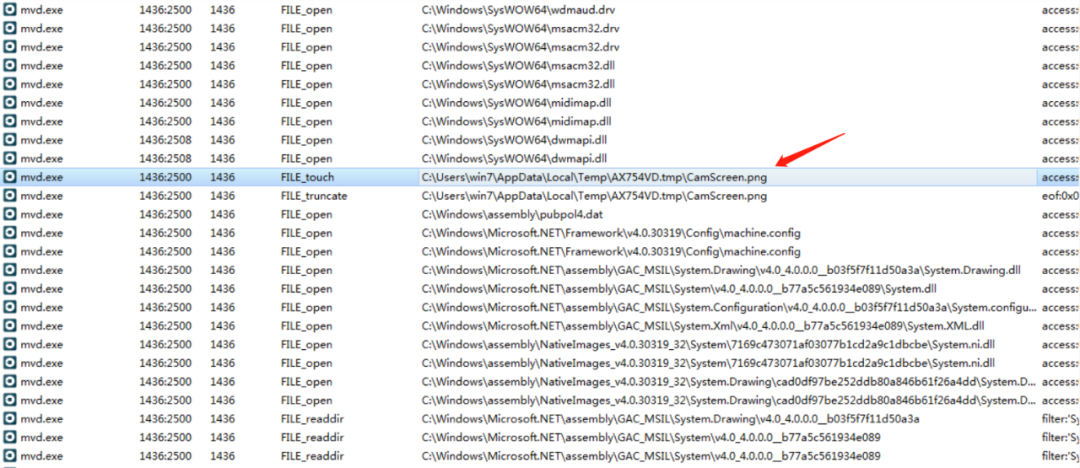 mvd.exe 1436:2500 1436 FILE_open C:\Windows\SysWOW64\wdmaud.drv access:
mvd.exe 1436:2500 1436 FILE_open C:\Windows\SysWOW64\msacm32.drv access:
mvd.exe 1436:2500 1436 FILE_open C:\Windows\SysWOW64\msacm32.drv access:
mvd.exe 1436:2500 1436 FILE_open C:\Windows\SysWOW64\msacm32.dll access:
mvd.exe 1436:2500 1436 FILE_open C:\Windows\SysWOW64\msacm32.dll access:
mvd.exe 1436:2500 1436 FILE_open C:\Windows\SysWOW64\midimap.dll access:
mvd.exe 1436:2500 1436 FILE_open C:\Windows\SysWOW64\midimap.dll access:
mvd.exe 1436:2508 1436 FILE_open C:\Windows\SysWOW64\dwmapi.dll access:
mvd.exe 1436:2508 1436 FILE_open C:\Windows\SysWOW64\dwmapi.dll access:
mvd.exe 1436:2500 1436 FILE_touch C:\Users\win7\AppData\Local\Temp\AX754VD.tmp\CamScreen.png access:
mvd.exe 1436:2500 1436 FILE_truncate C:\Users\win7\AppData\Local\Temp\AX754VD.tmp\CamScreen.png eof:0x0
mvd.exe 1436:2500 1436 FILE_open C:\Windows\assembly\pubpol4.dat access:
mvd.exe 1436:2500 1436 FILE_open C:\Windows\Microsoft.NET\Framework\v4.0.30319\Config\machine.config access:
mvd.exe 1436:2500 1436 FILE_open C:\Windows\Microsoft.NET\Framework\v4.0.30319\Config\machine.config access:
mvd.exe 1436:2500 1436 FILE_open C:\Windows\Microsoft.NET\assembly\GAC_MSIL\System.Drawing\v4.0_4.0.0.0__b03f5f7f11d50a3a\System.Drawing.dll access:
mvd.exe 1436:2500 1436 FILE_open C:\Windows\Microsoft.NET\assembly\GAC_MSIL\System\v4.0_4.0.0.0__b77a5c561934e089\System.dll access:
mvd.exe 1436:2500 1436 FILE_open C:\Windows\Microsoft.NET\assembly\GAC_MSIL\System.Configuration\v4.0_4.0.0.0__b03f5f7f11d50a3a\System.configu... access:
mvd.exe 1436:2500 1436 FILE_open C:\Windows\Microsoft.NET\assembly\GAC_MSIL\System.Xml\v4.0_4.0.0.0__b77a5c561934e089\System.XML.dll access:
mvd.exe 1436:2500 1436 FILE_open C:\Windows\assembly\NativeImages_v4.0.30319_32\System\7169c473071af03077b1cd2a9c1dbcbe\System.ni.dll access:
mvd.exe 1436:2500 1436 FILE_open C:\Windows\assembly\NativeImages_v4.0.30319_32\System\7169c473071af03077b1cd2a9c1dbcbe\System.ni.dll access:
mvd.exe 1436:2500 1436 FILE_open C:\Windows\assembly\NativeImages_v4.0.30319_32\System.Drawing\cad0df97be252ddb80a846b61f26a4dd\System.D... access:
mvd.exe 1436:2500 1436 FILE_open C:\Windows\assembly\NativeImages_v4.0.30319_32\System.Drawing\cad0df97be252ddb80a846b61f26a4dd\System.D... access:
mvd.exe 1436:2500 1436 FILE_readdir C:\Windows\Microsoft.NET\assembly\GAC_MSIL\System.Drawing\v4.0_4.0.0.0__b03f5f7f11d50a3a filter:'Sy
mvd.exe 1436:2500 1436 FILE_readdir C:\Windows\Microsoft.NET\assembly\GAC_MSIL\System\v4.0_4.0.0.0__b77a5c561934e089 filter:'Sy
mvd.exe 1436:2500 1436 FILE_readdir C:\Windows\Microsoft.NET\assembly\GAC_MSIL\System\v4.0_4.0.0.0__b77a5c561934e089 filter:'Sy